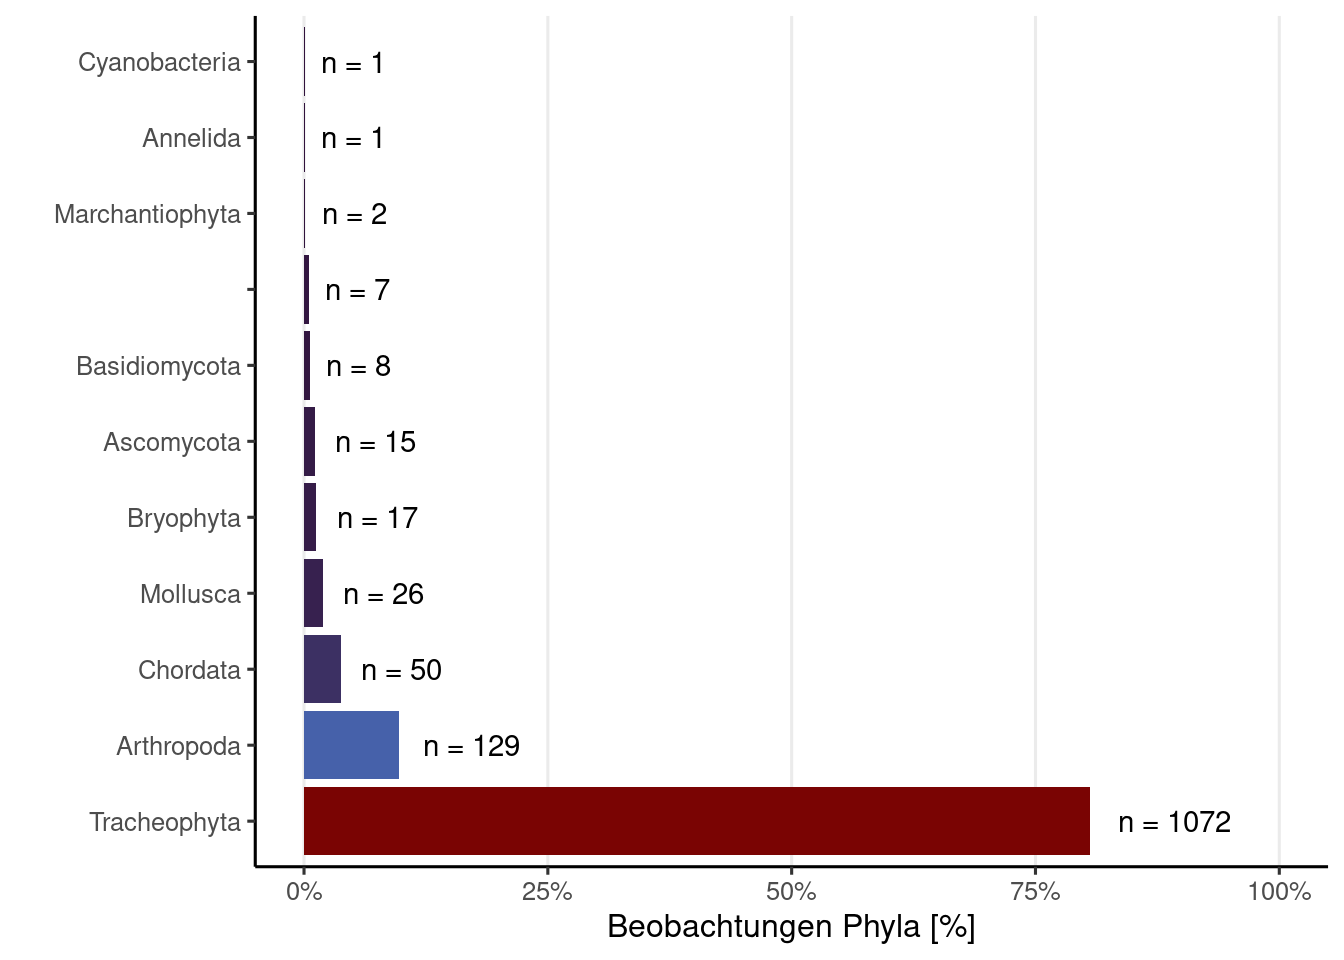 Cyanobacteria n = 1
Annelida n = 1
Marchantiophyta n = 2
n = 7
Basidiomycota n = 8
Ascomycota n = 15
Bryophyta n = 17
Mollusca n = 26
Chordata n = 50
Arthropoda n = 129
Tracheophyta n = 1072
0% 25% 50% 75% 100%
Beobachtungen Phyla [%]